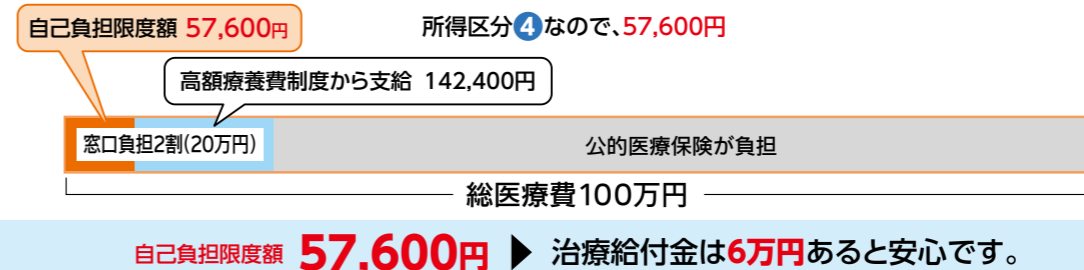 自己負担限度額 57,600円
所得区分4なので、57,600円
高額療養費制度から支給 142,400円
窓口負担2割(20万円)
公的医療保険が負担
総医療費100万円
自己負担限度額 57,600円 ▶ 治療給付金は6万円あると安心です。